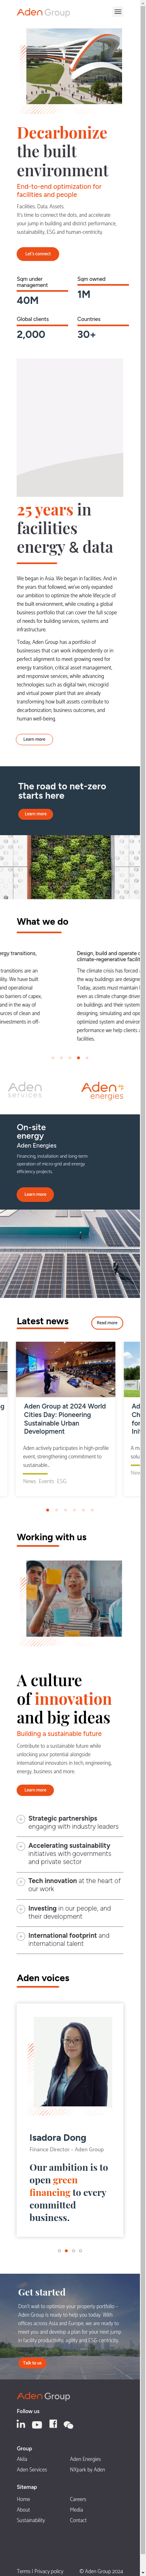 Aden Group
Decarbonize
the built
environment
End-to-end optimization for
facilities and people
Facilities. Data. Assets.
It's time to connect the dots, and accelerate
your jump in building and district performance,
sustainability, ESG and human-centricity.
Let's connect
Sqm under
management
40M
Sqm owned
1M
Global clients
2,000
Countries
30+
25 years in
facilities
energy & data
We began in Asia. We began in facilities. And in
the years that followed, we've only expanded
our ambition to optimize the whole lifecycle of
the built environment, while creating a global
business portfolio that can cover the full scope
of needs for building services, systems and
infrastructure.
Today, Aden Group has a portfolio of
businesses that can work independently or in
perfect alignment to meet growing need for
energy transition, critical asset management,
and responsive services, while advancing
technologies such as digital twin, microgrid
and virtual power plant that are already
transforming how built assets contribute to
decarbonization, business outcomes, and
human well-being.
Learn more
The road to net-zero
starts here
Learn more
What we do
ergy transitions,
transitions are an
ality. We have built
nd operational
barriers of capex,
urces of clean and
investments in off-
Design, build and operate c
climate-regenerative facilit
The climate crisis has changed
the way buildings are designed
Today, assets must adapt in
even as climate change drives
on buildings and their systems
designing, simulating and op
optimized system and environ
performance we help clients a
facilities.
Aden
services
Aden
energies
On-site
energy
Aden Energies
Financing, installation and long-term
operation of micro-grid and energy
efficiency projects
Learn more
Latest news
Read more
Aden Group at 2024 World
Cities Day: Pioneering
Sustainable Urban
Development
Aden actively participates in high-profile
event, strengthening commitment to
sustainable..
News Events ESG
Working with us
A culture
of innovation
and big ideas
Building a sustainable future
Contribute to a sustainable future while
unlocking your potential alongside
international innovators in tech, engineering,
energy, business and more.
Learn more
Strategic partnerships
engaging with industry leaders
Accelerating sustainability
initiatives with governments
and private sector
Tech innovation at the heart of
our work
Investing in our people, and
their development
International footprint and
international talent
Aden voices
Isadora Dong
Finance Director – Aden Group
Our ambition is to
open green
financing to every
committed
business.
Get started
Don't wait to optimize your property portfolio –
Aden Group is ready to help you today. With
offices across Asia and Europe, we are ready to
meet you and develop a plan for your next jump
in facility productivity, agility and ESG centricity.
Talk to us
Aden Group
Follow us
Group
Akila
Aden Energies
Aden Services
NXpark by Aden
Sitemap
Home
Careers
About
Media
Sustainability
Contact
Terms | Privacy policy
© Aden Group 2024